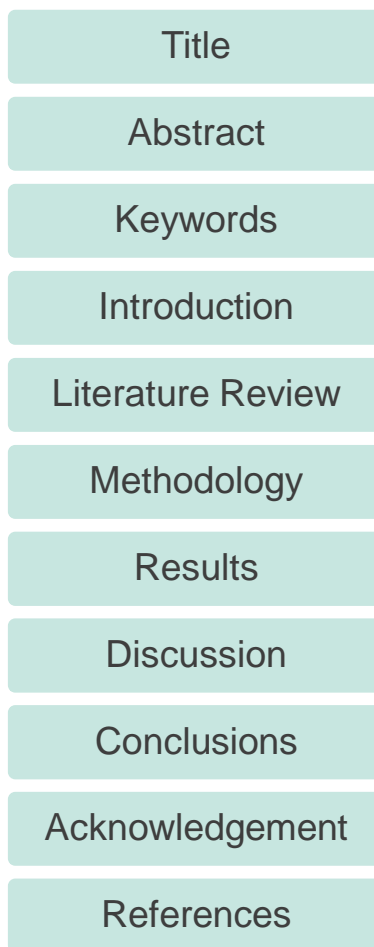 Title
Abstract
Keywords
Introduction
Literature Review
Methodology
Results
Discussion
Conclusions
Acknowledgement
References